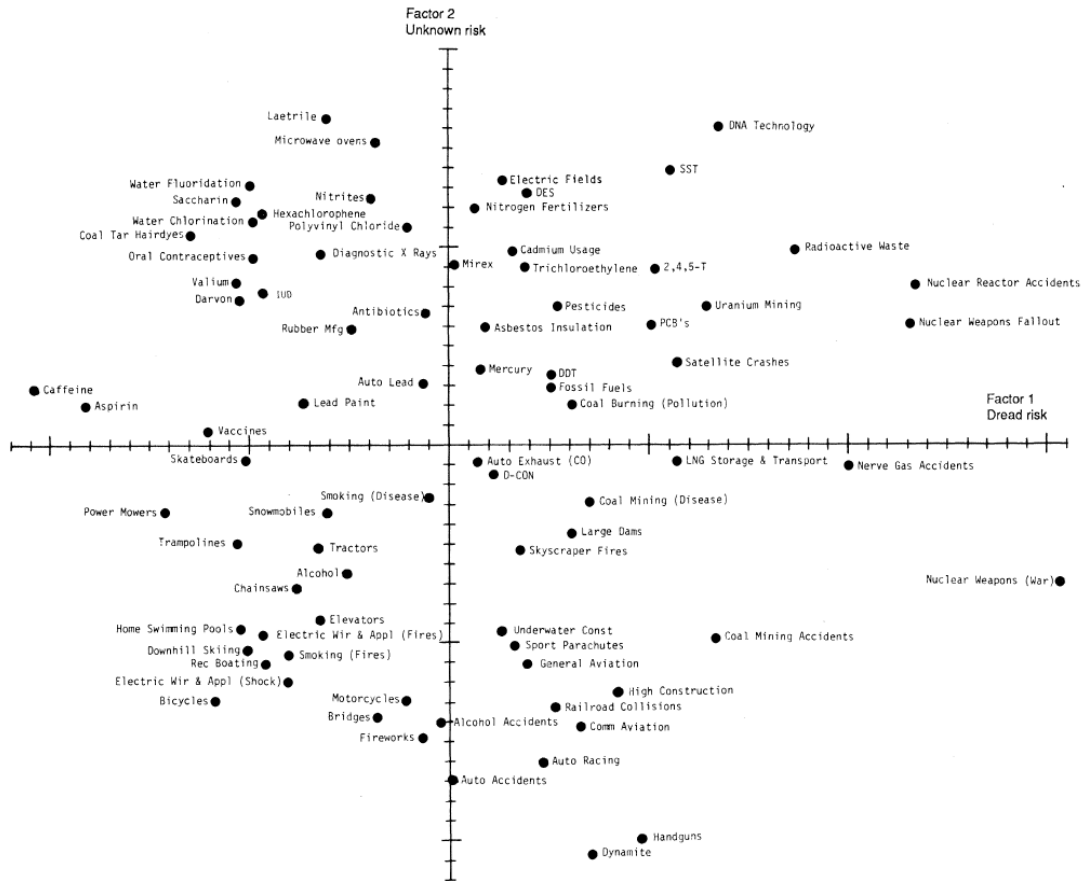 Factor 2
Unknown risk
Laetrile
DNA Technology
Microwave ovens
SST
Electric Fields
Water Fluoridation
DES
Nitrites
Saccharin
Nitrogen Fertilizers
Hexachlorophene
Water Chlorination
Polyvinyl Chloride
Coal Tar Hairdyes
Radioactive Waste
Cadmium Usage
Diagnostic X Rays
Oral Contraceptives
Mirex
Trichloroethylene
2,4,5-T
Nuclear Reactor Accidents
Valium
IUD
Darvon
Pesticides
Uranium Mining
Antibiotics
Nuclear Weapons Fallout
PCB's
Asbestos Insulation
Rubber Mfg
Satellite Crashes
Mercury
DDT
Auto Lead
Fossil Fuels
Caffeine
Factor 1
Dread risk
Lead Paint
Coal Burning (Pollution)
Aspirin
Vaccines
Skateboards
Auto Exhaust (CO)
LNG Storage & Transport
Nerve Gas Accidents
D-CON
Smoking (Disease)
Coal Mining (Disease)
Power Mowers
Snowmobiles
Large Dams
Trampolines
Tractors
Skyscraper Fires
Alcohol
Nuclear Weapons (War)
Chainsaws
Elevators
Home Swimming Pools
Underwater Const
Electric Wir & Appl (Fires)
Coal Mining Accidents
Sport Parachutes
Downhill Skiing
Smoking (Fires)
Rec Boating
General Aviation
Electric Wir & Appl (Shock)
High Construction
Bicycles
Motorcycles
Railroad Collisions
Bridges
Alcohol Accidents
Comm Aviation
Fireworks
Auto Racing
Auto Accidents
Handguns
Dynamite